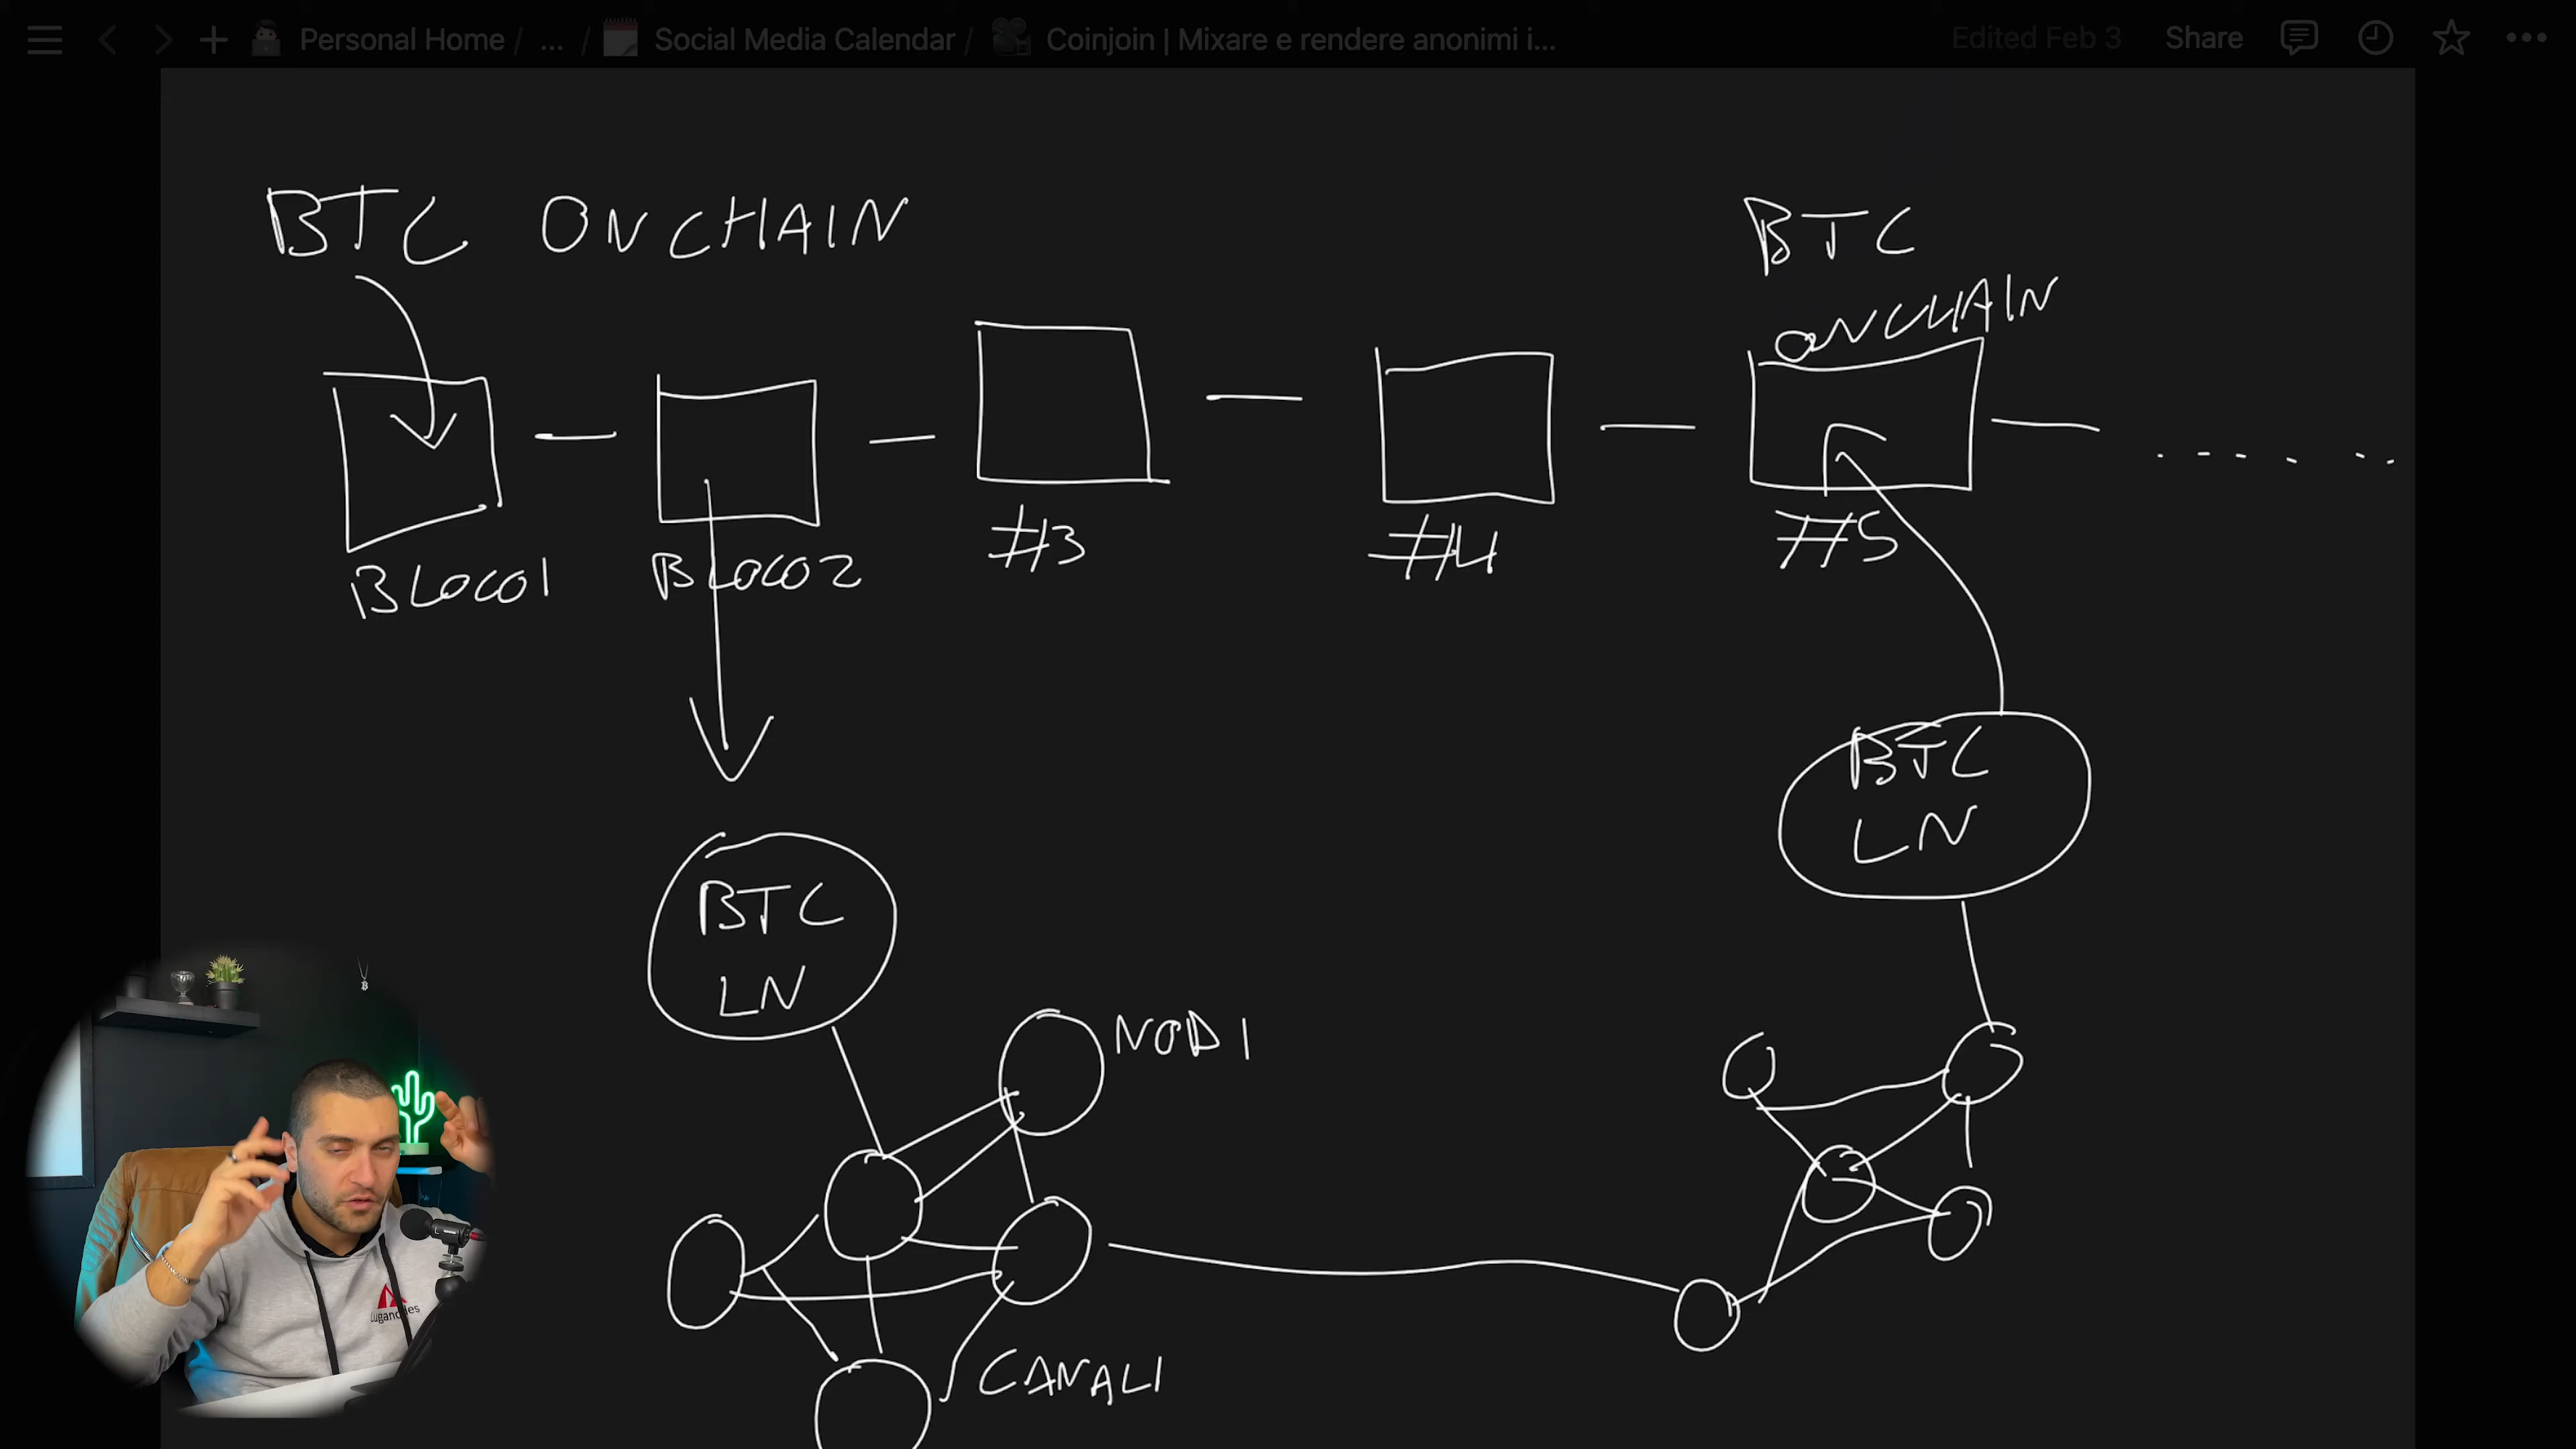 Personal Home / ... / Social Media Calendar / Coinjoin | Mixare e rendere anonimi i...
Edited Feb 3 Share
BTC ONCHAIN
BTC
ONCHAIN
BLOCO1
BLOCO2
#3
#4
#5
BTC
LN
BTC
LN
NODI
CANALI